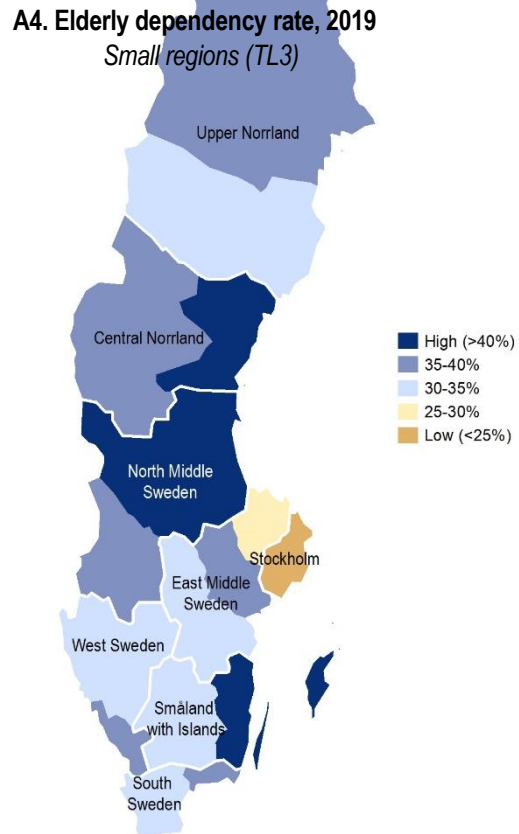 A4. Elderly dependency rate, 2019
Small regions (TL3)
Upper Norrland
Central Norrland
High (>40%)
35-40%
30-35%
25-30%
Low (<25%)
North Middle
Sweden
Stockholm
East Middle
Sweden
West Sweden
Småland
with Islands
South
Sweden